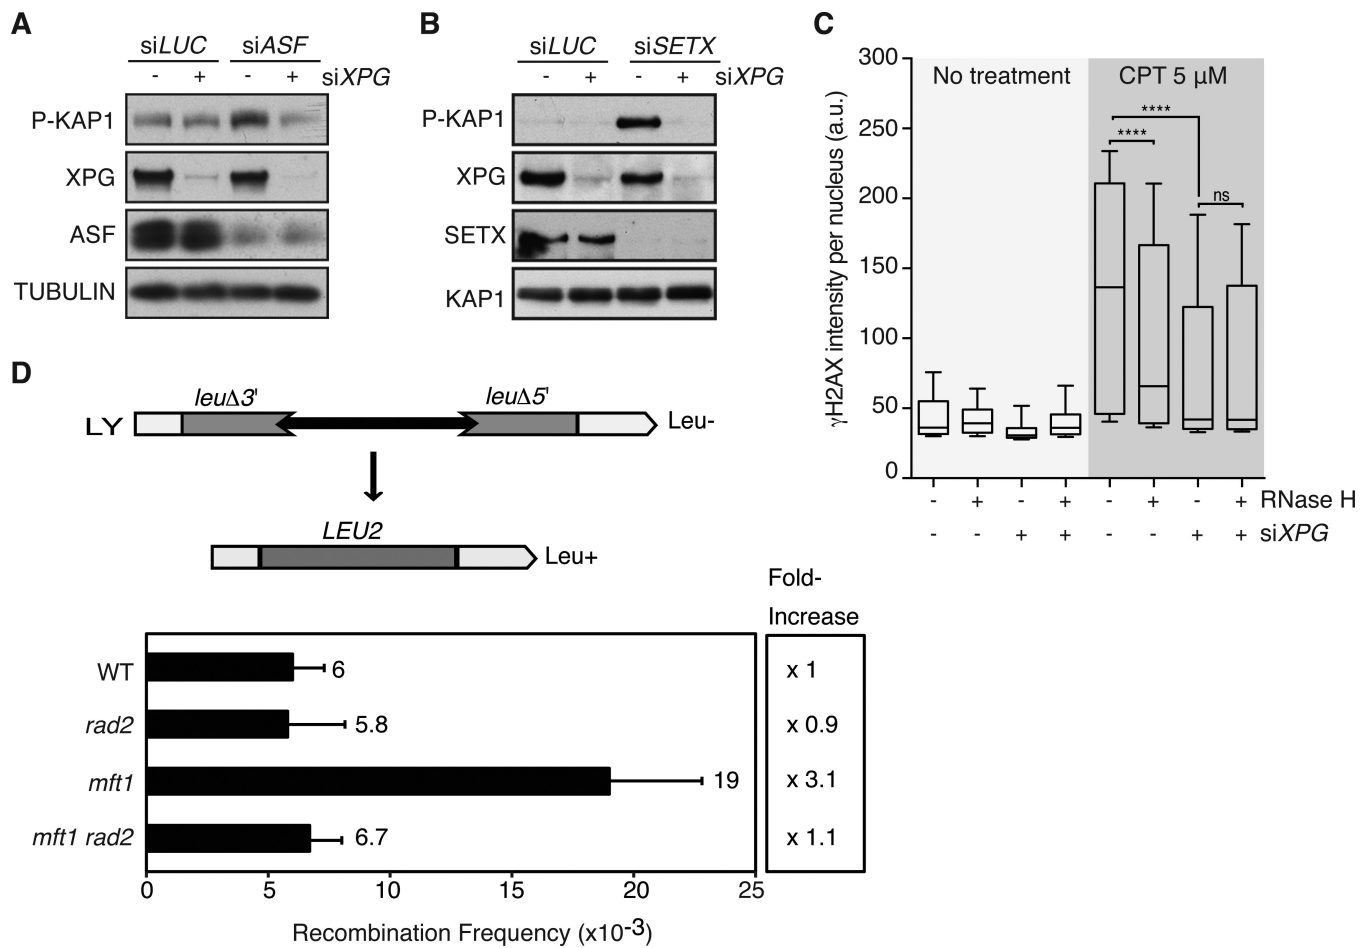 A
siLUC siASF
- + - + siXPG
P-KAP1
XPG
ASF
TUBULIN
B
siLUC siSETX
- + - + siXPG
P-KAP1
XPG
SETX
KAP1
C
γH2AX intensity per nucleus (a.u.)
300
250
200
150
100
50
0
No treatment CPT 5 μM
****
****
ns
- + - + - + - + RNase H
- - + + - - + + siXPG
D
leuΔ3' leuΔ5'
LY Leu-
LEU2
Leu+
Fold-
Increase
WT 6 x 1
rad2 5.8 x 0.9
mft1 19 x 3.1
mft1 rad2 6.7 x 1.1
0 5 10 15 20 25
Recombination Frequency (x10-3)